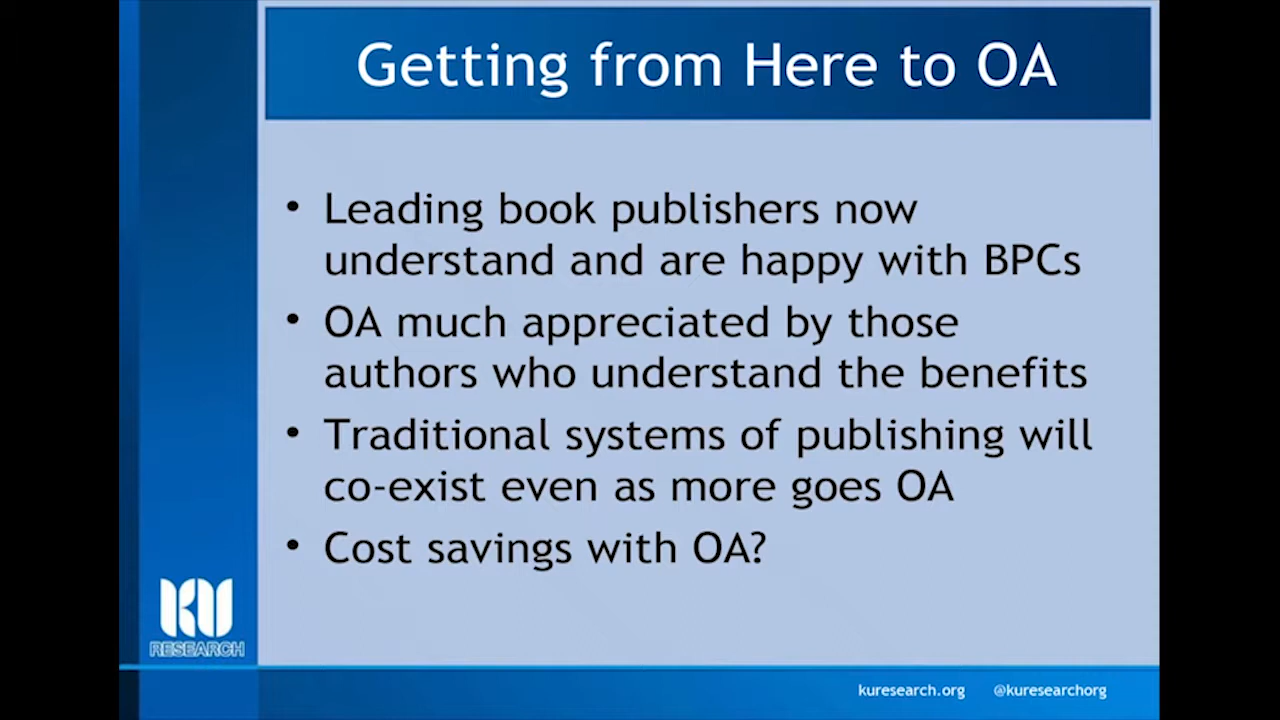 Getting from Here to OA
• Leading book publishers now
understand and are happy with BPCs
• OA much appreciated by those
authors who understand the benefits
• Traditional systems of publishing will
co-exist even as more goes OA
• Cost savings with OA?
KU
RESEARCH
kuresearch.org @kuresearchorg